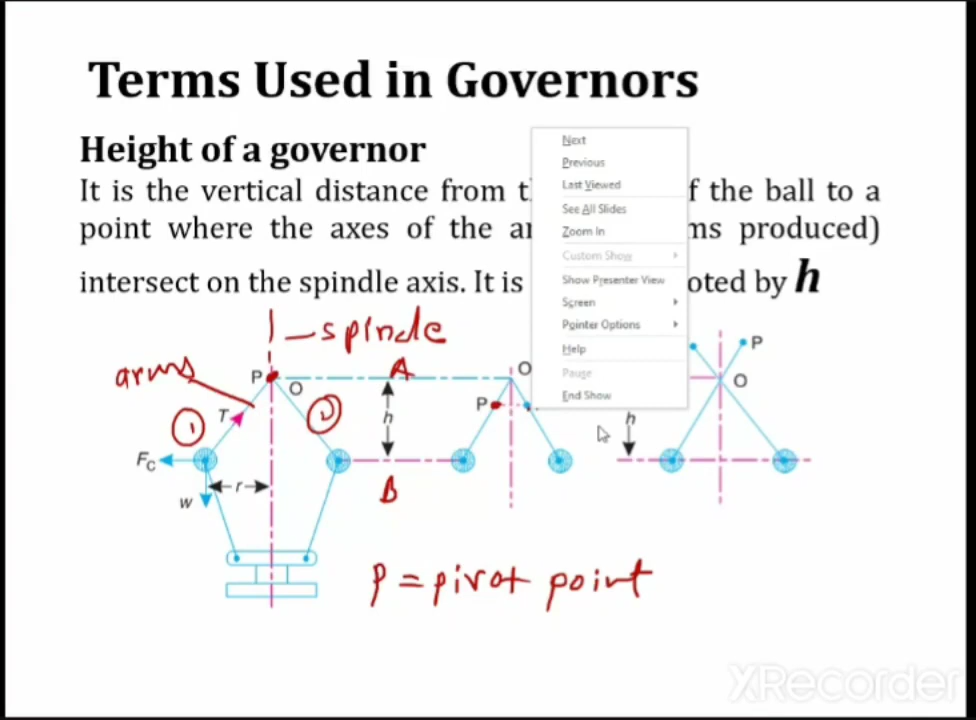 Terms Used in Governors
Height of a governor
It is the vertical distance from f the ball to a
point where the axes of the produced)
intersect on the spindle axis. It is oted by h
Next
Previous
Last Viewed
See All Slides
Zoom In
Custom Show
Show Presenter View
Screen
Pointer Options
Help
Pause
End Show
spindle
arms
A
P
O
O
P
O
T
1
2
h
P
h
FC
r
w
B
P = pivot point
XRecorder